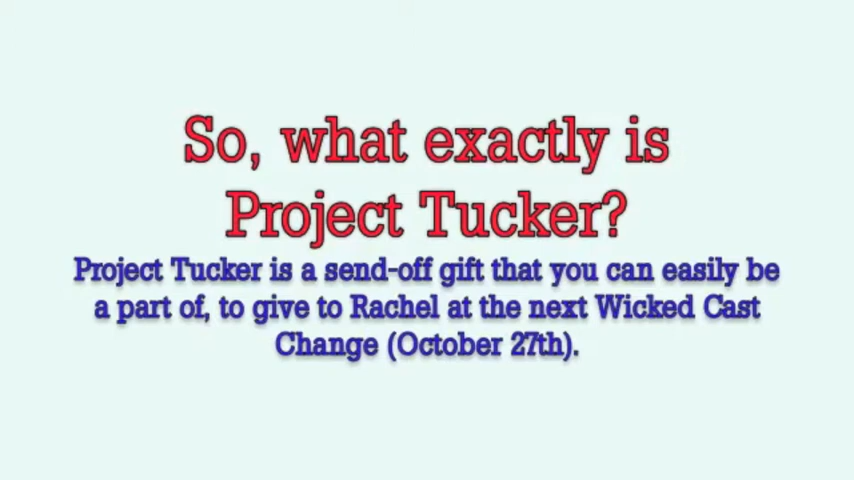 So, what exactly is
Project Tucker?
Project Tucker is a send-off gift that you can easily be
a part of, to give to Rachel at the next Wicked Cast
Change (October 27th).